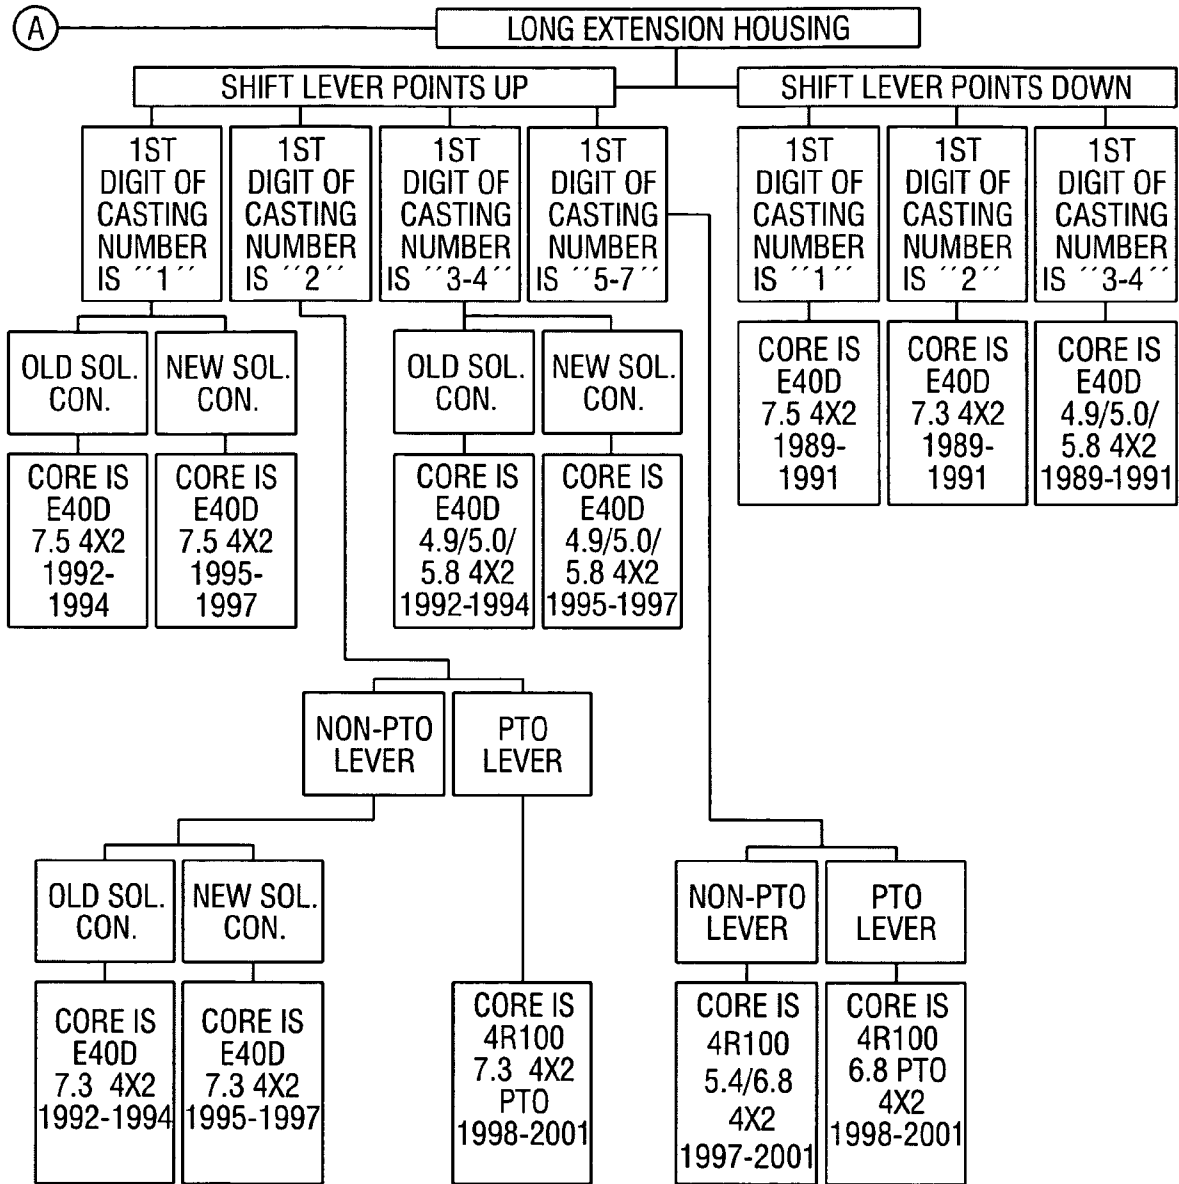 A
LONG EXTENSION HOUSING
SHIFT LEVER POINTS UP
SHIFT LEVER POINTS DOWN
1ST
DIGIT OF
CASTING
NUMBER
IS ´´1´´
1ST
DIGIT OF
CASTING
NUMBER
IS ´´2´´
1ST
DIGIT OF
CASTING
NUMBER
IS ´´3-4´´
1ST
DIGIT OF
CASTING
NUMBER
IS ´´5-7´´
1ST
DIGIT OF
CASTING
NUMBER
IS ´´1´´
1ST
DIGIT OF
CASTING
NUMBER
IS ´´2´´
1ST
DIGIT OF
CASTING
NUMBER
IS ´´3-4´´
OLD SOL.
CON.
NEW SOL.
CON.
OLD SOL.
CON.
NEW SOL.
CON.
CORE IS
E40D
7.5 4X2
1989-
1991
CORE IS
E40D
7.3 4X2
1989-
1991
CORE IS
E40D
4.9/5.0/
5.8 4X2
1989-1991
CORE IS
E40D
7.5 4X2
1992-
1994
CORE IS
E40D
7.5 4X2
1995-
1997
CORE IS
E40D
4.9/5.0/
5.8 4X2
1992-1994
CORE IS
E40D
4.9/5.0/
5.8 4X2
1995-1997
NON-PTO
LEVER
PTO
LEVER
OLD SOL.
CON.
NEW SOL.
CON.
NON-PTO
LEVER
PTO
LEVER
CORE IS
E40D
7.3 4X2
1992-1994
CORE IS
E40D
7.3 4X2
1995-1997
CORE IS
4R100
7.3 4X2
PTO
1998-2001
CORE IS
4R100
5.4/6.8
4X2
1997-2001
CORE IS
4R100
6.8 PTO
4X2
1998-2001